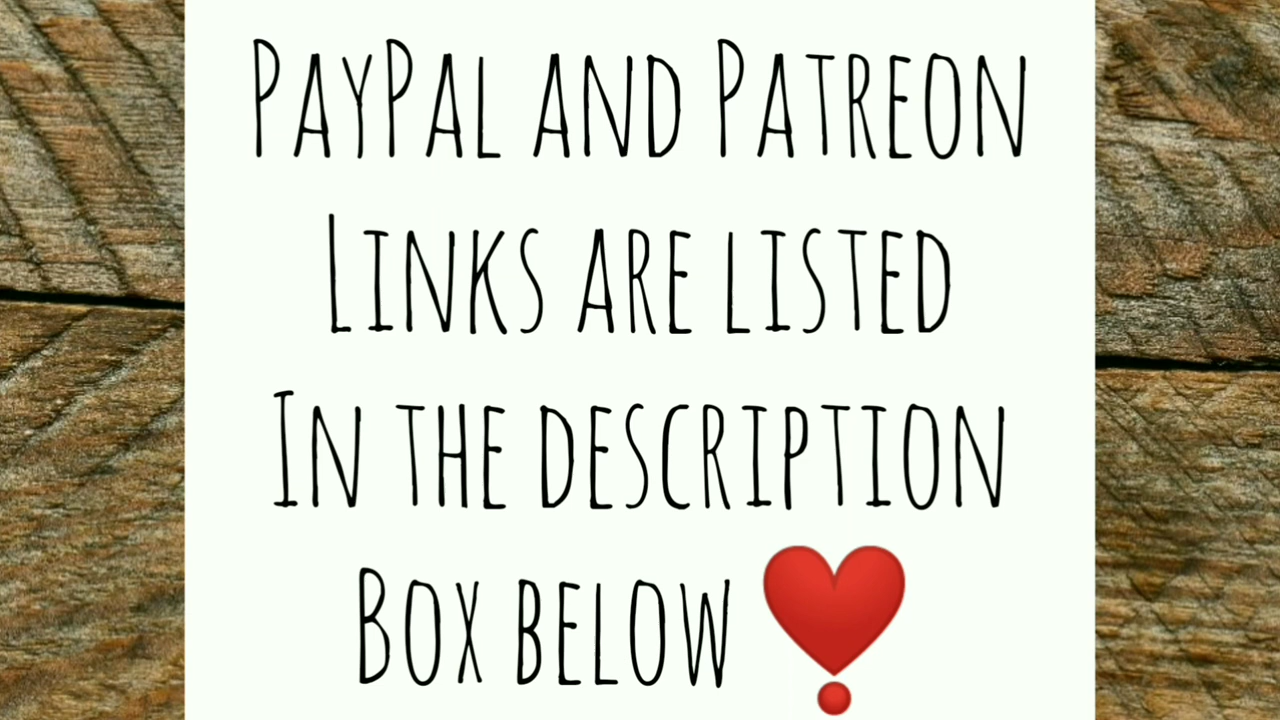 PayPal and Patreon
Links are listed
In the description
Box below ❣